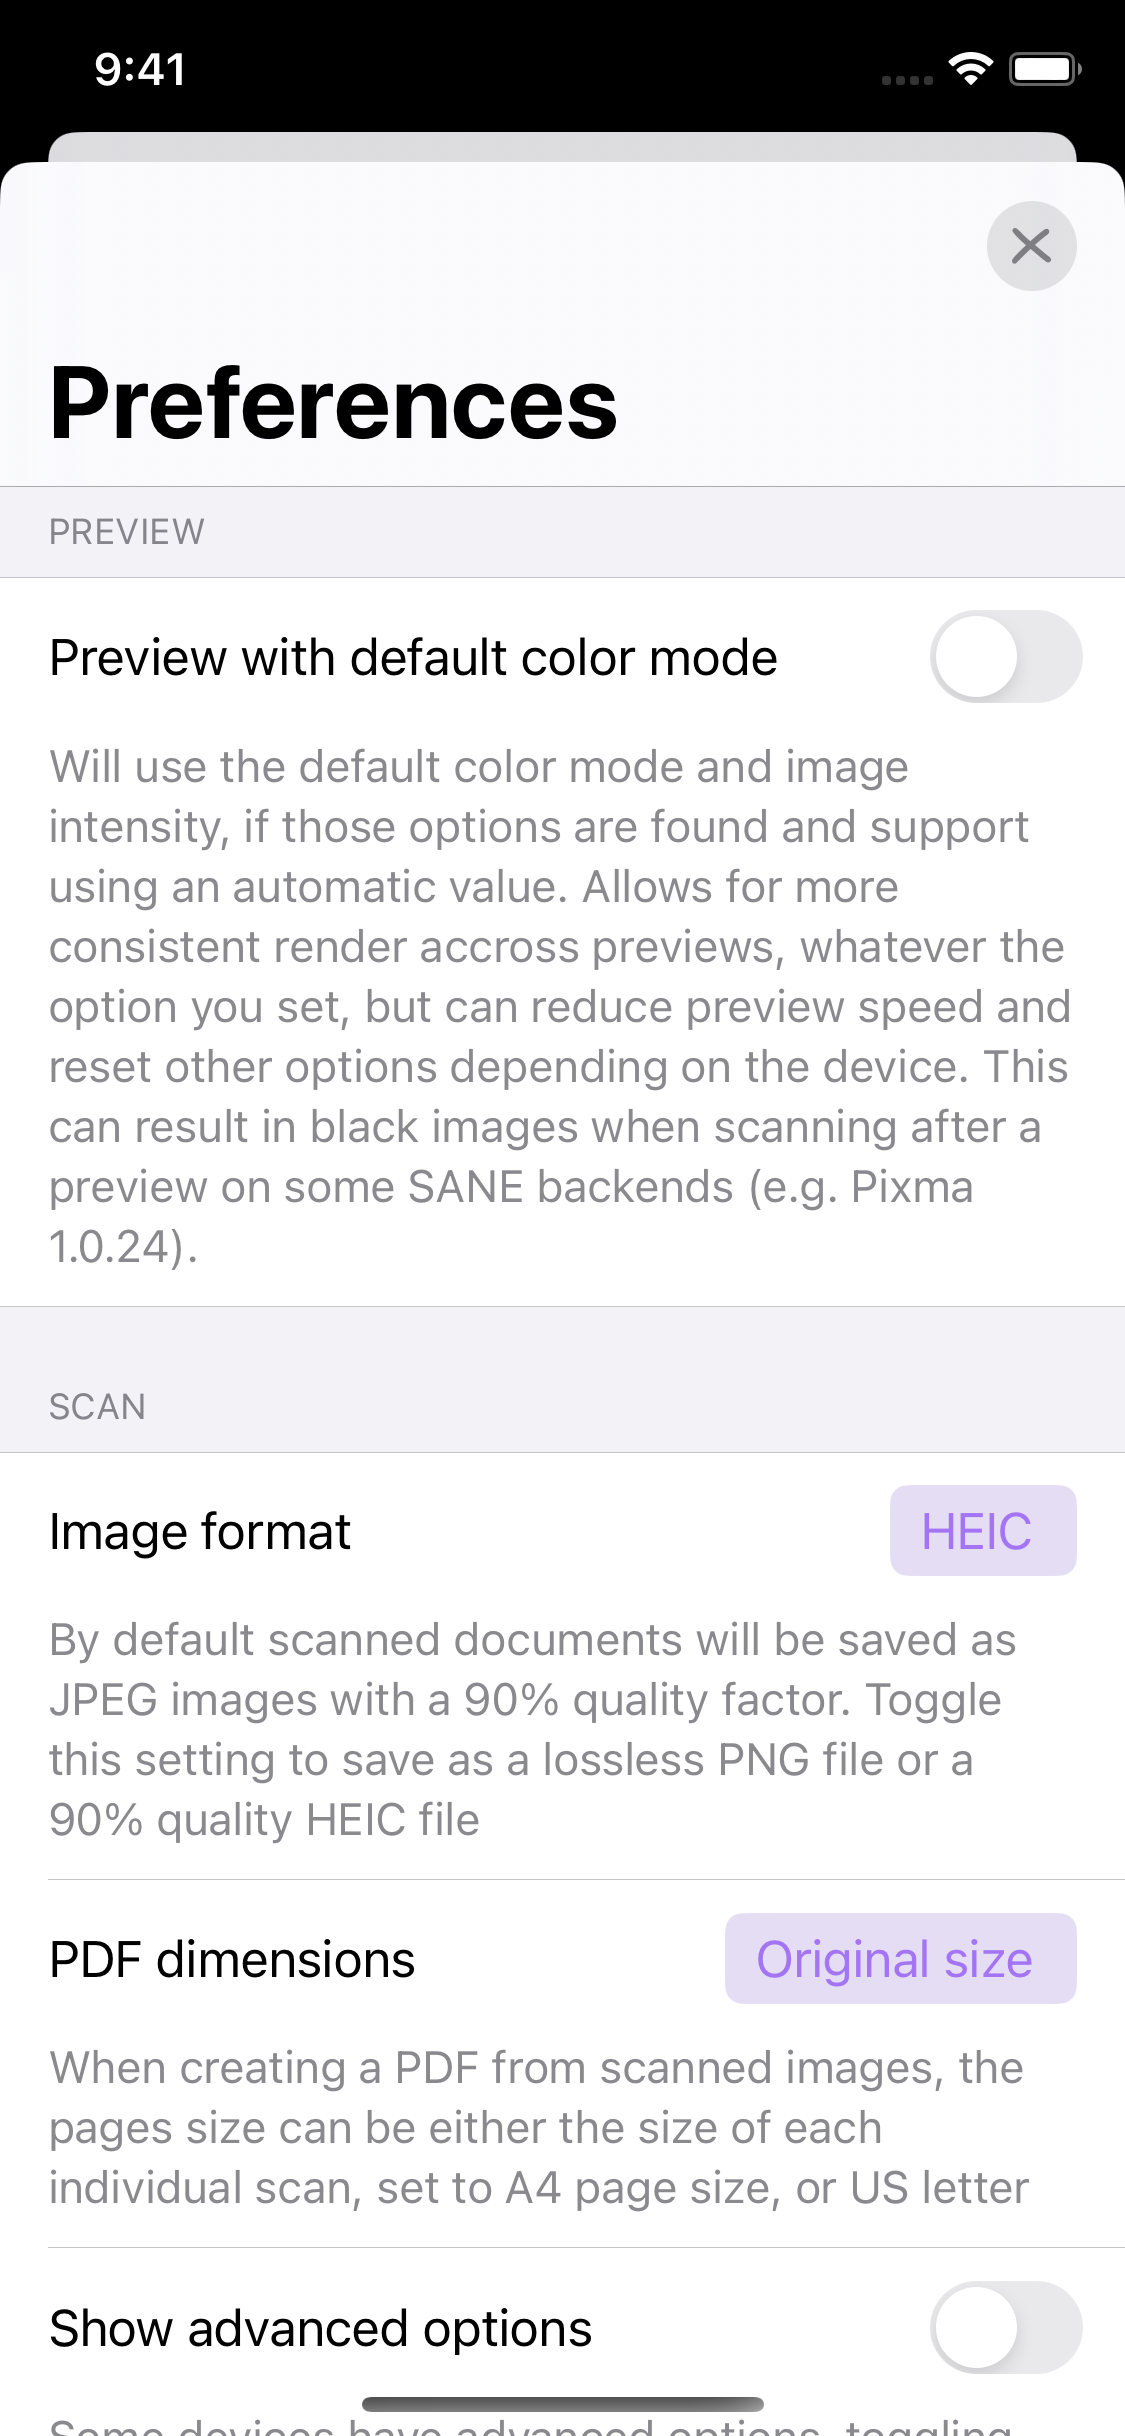 9:41
Preferences
PREVIEW
Preview with default color mode
Will use the default color mode and image
intensity, if those options are found and support
using an automatic value. Allows for more
consistent render accross previews, whatever the
option you set, but can reduce preview speed and
reset other options depending on the device. This
can result in black images when scanning after a
preview on some SANE backends (e.g. Pixma
1.0.24).
SCAN
Image format
HEIC
By default scanned documents will be saved as
JPEG images with a 90% quality factor. Toggle
this setting to save as a lossless PNG file or a
90% quality HEIC file
PDF dimensions
Original size
When creating a PDF from scanned images, the
pages size can be either the size of each
individual scan, set to A4 page size, or US letter
Show advanced options
Some devices have advanced options, toggling